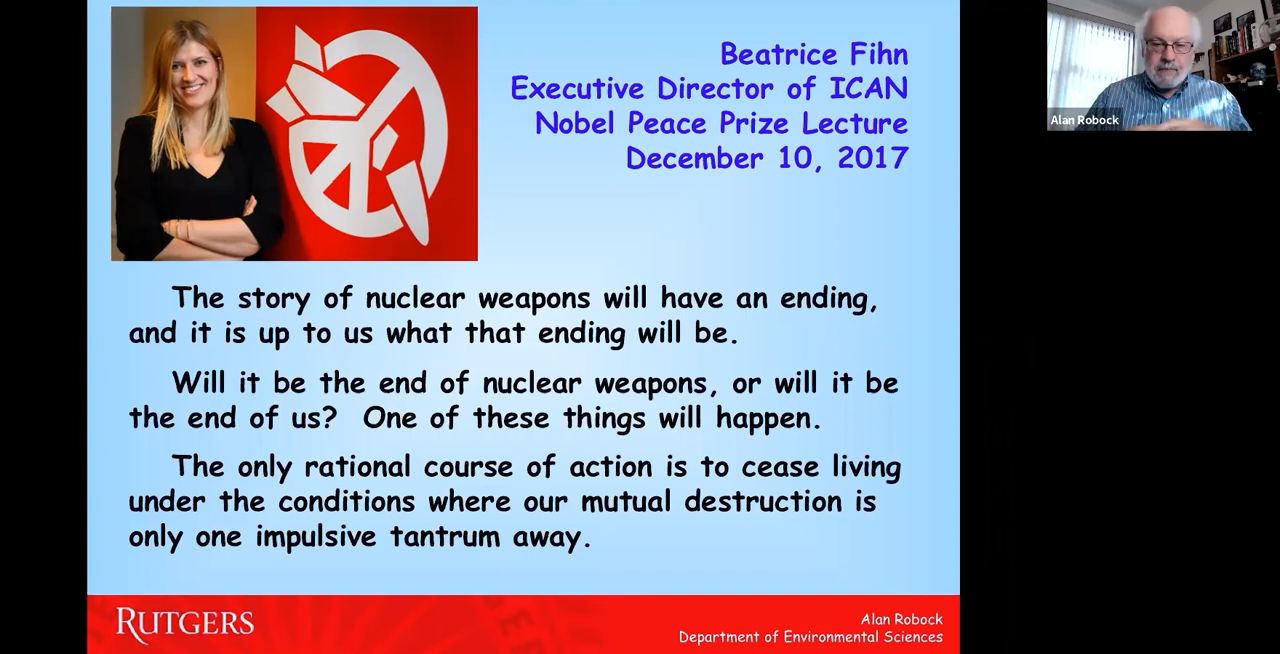 Beatrice Fihn
Executive Director of ICAN
Nobel Peace Prize Lecture
December 10, 2017
Alan Robock
The story of nuclear weapons will have an ending,
and it is up to us what that ending will be.
Will it be the end of nuclear weapons, or will it be
the end of us? One of these things will happen.
The only rational course of action is to cease living
under the conditions where our mutual destruction is
only one impulsive tantrum away.
RUTGERS
Alan Robock
Department of Environmental Sciences